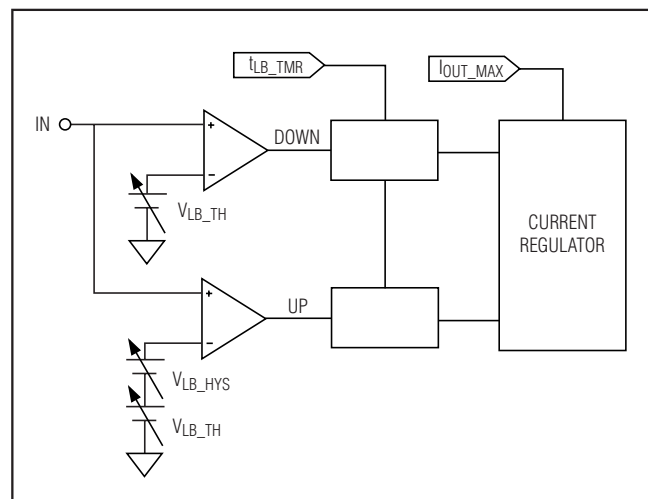 tLB_TMR
IOUT_MAX
IN
+
−
DOWN
VLB_TH
CURRENT
REGULATOR
+
−
UP
VLB_HYS
VLB_TH